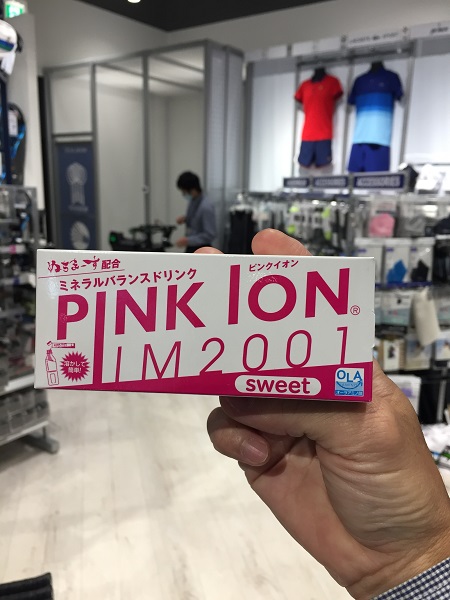 ぬちまーす配合
ミネラルバランスドリンク
ピンクイオン
PINK ION®
IM2001
溶かして
簡単!
sweet
OLA